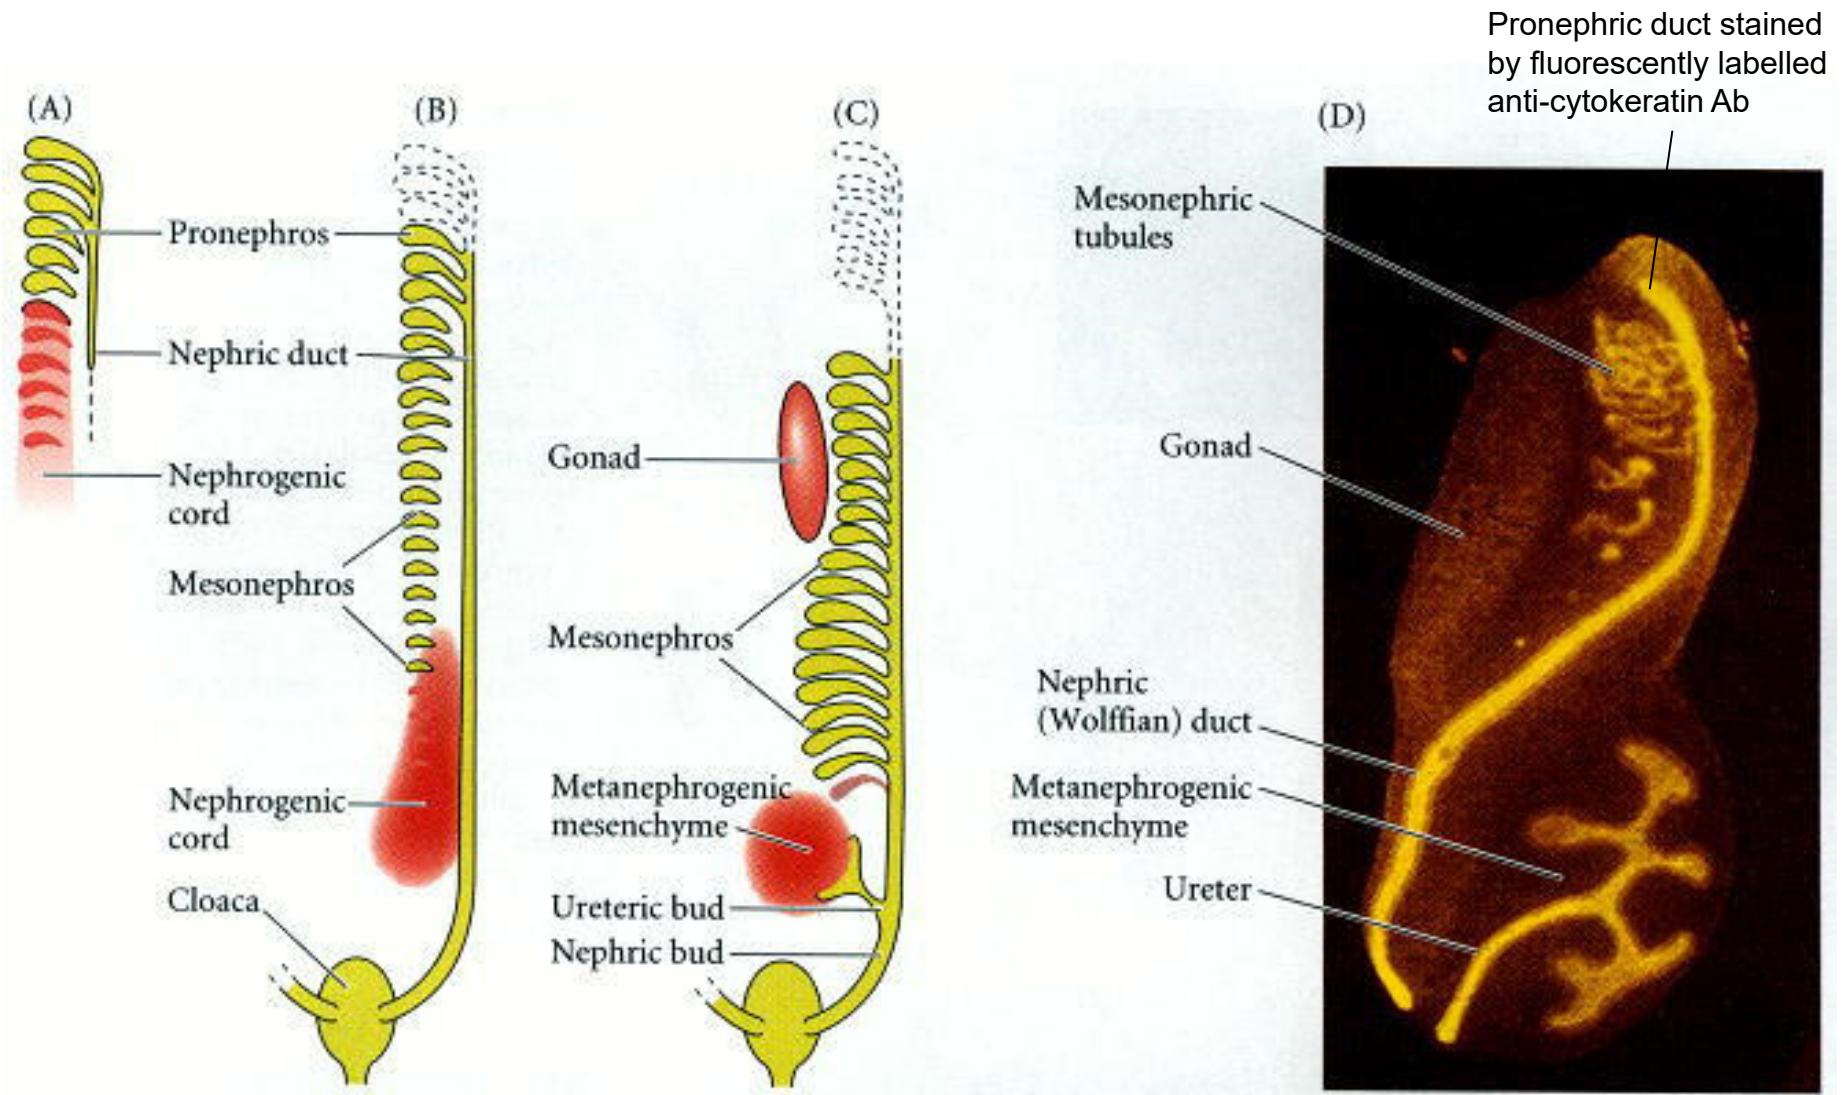 Pronephric duct stained
by fluorescently labelled
anti-cytokeratin Ab
(A)
(B)
(C)
(D)
Pronephros
Nephric duct
Nephrogenic
cord
Mesonephros
Nephrogenic
cord
Cloaca
Gonad
Mesonephros
Metanephrogenic
mesenchyme
Ureteric bud
Nephric bud
Mesonephric
tubules
Gonad
Nephric
(Wolffian) duct
Metanephrogenic
mesenchyme
Ureter